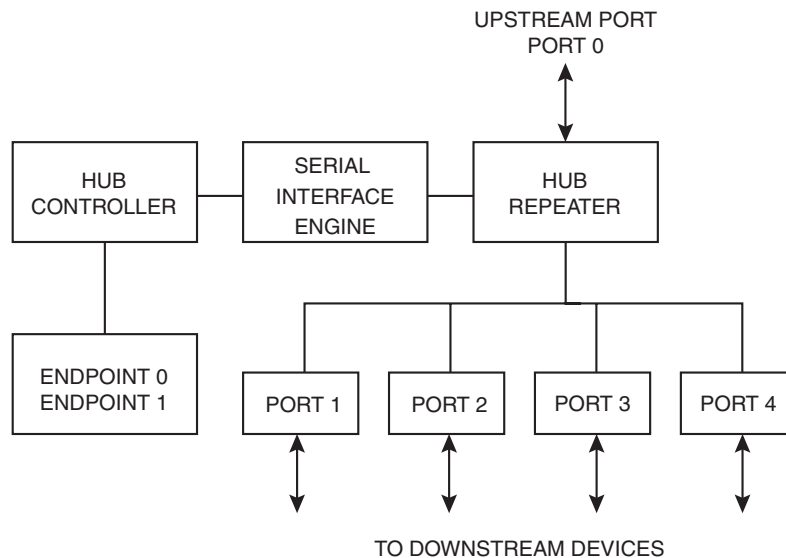 UPSTREAM PORT
PORT 0
HUB
CONTROLLER
SERIAL
INTERFACE
ENGINE
HUB
REPEATER
ENDPOINT 0
ENDPOINT 1
PORT 1
PORT 2
PORT 3
PORT 4
TO DOWNSTREAM DEVICES